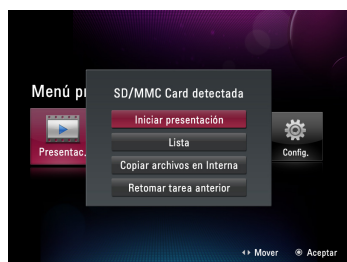 Menú pr
SD/MMC Card detectada
Iniciar presentación
Lista
Copiar archivos en Interna
Retomar tarea anterior
Presentac.
Config.
Mover
Aceptar